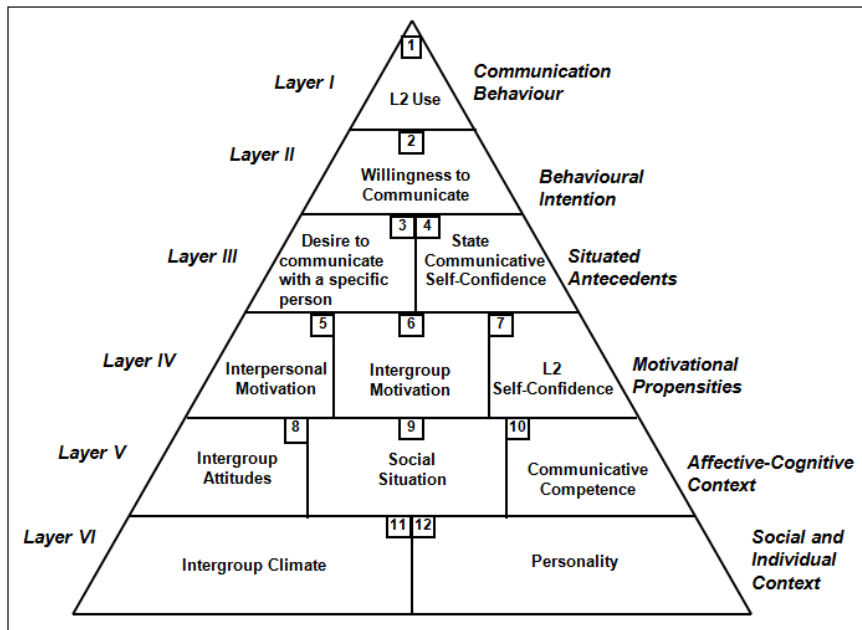 1
Layer I
Communication
Behaviour
L2 Use
2
Layer II
Willingness to
Communicate
Behavioural
Intention
3
4
Layer III
Desire to
communicate
with a specific
person
State
Communicative
Self-Confidence
Situated
Antecedents
5
6
7
Layer IV
Interpersonal
Motivation
Intergroup
Motivation
L2
Self-Confidence
Motivational
Propensities
8
9
10
Layer V
Intergroup
Attitudes
Social
Situation
Communicative
Competence
Affective-Cognitive
Context
11
12
Layer VI
Intergroup Climate
Personality
Social and
Individual
Context